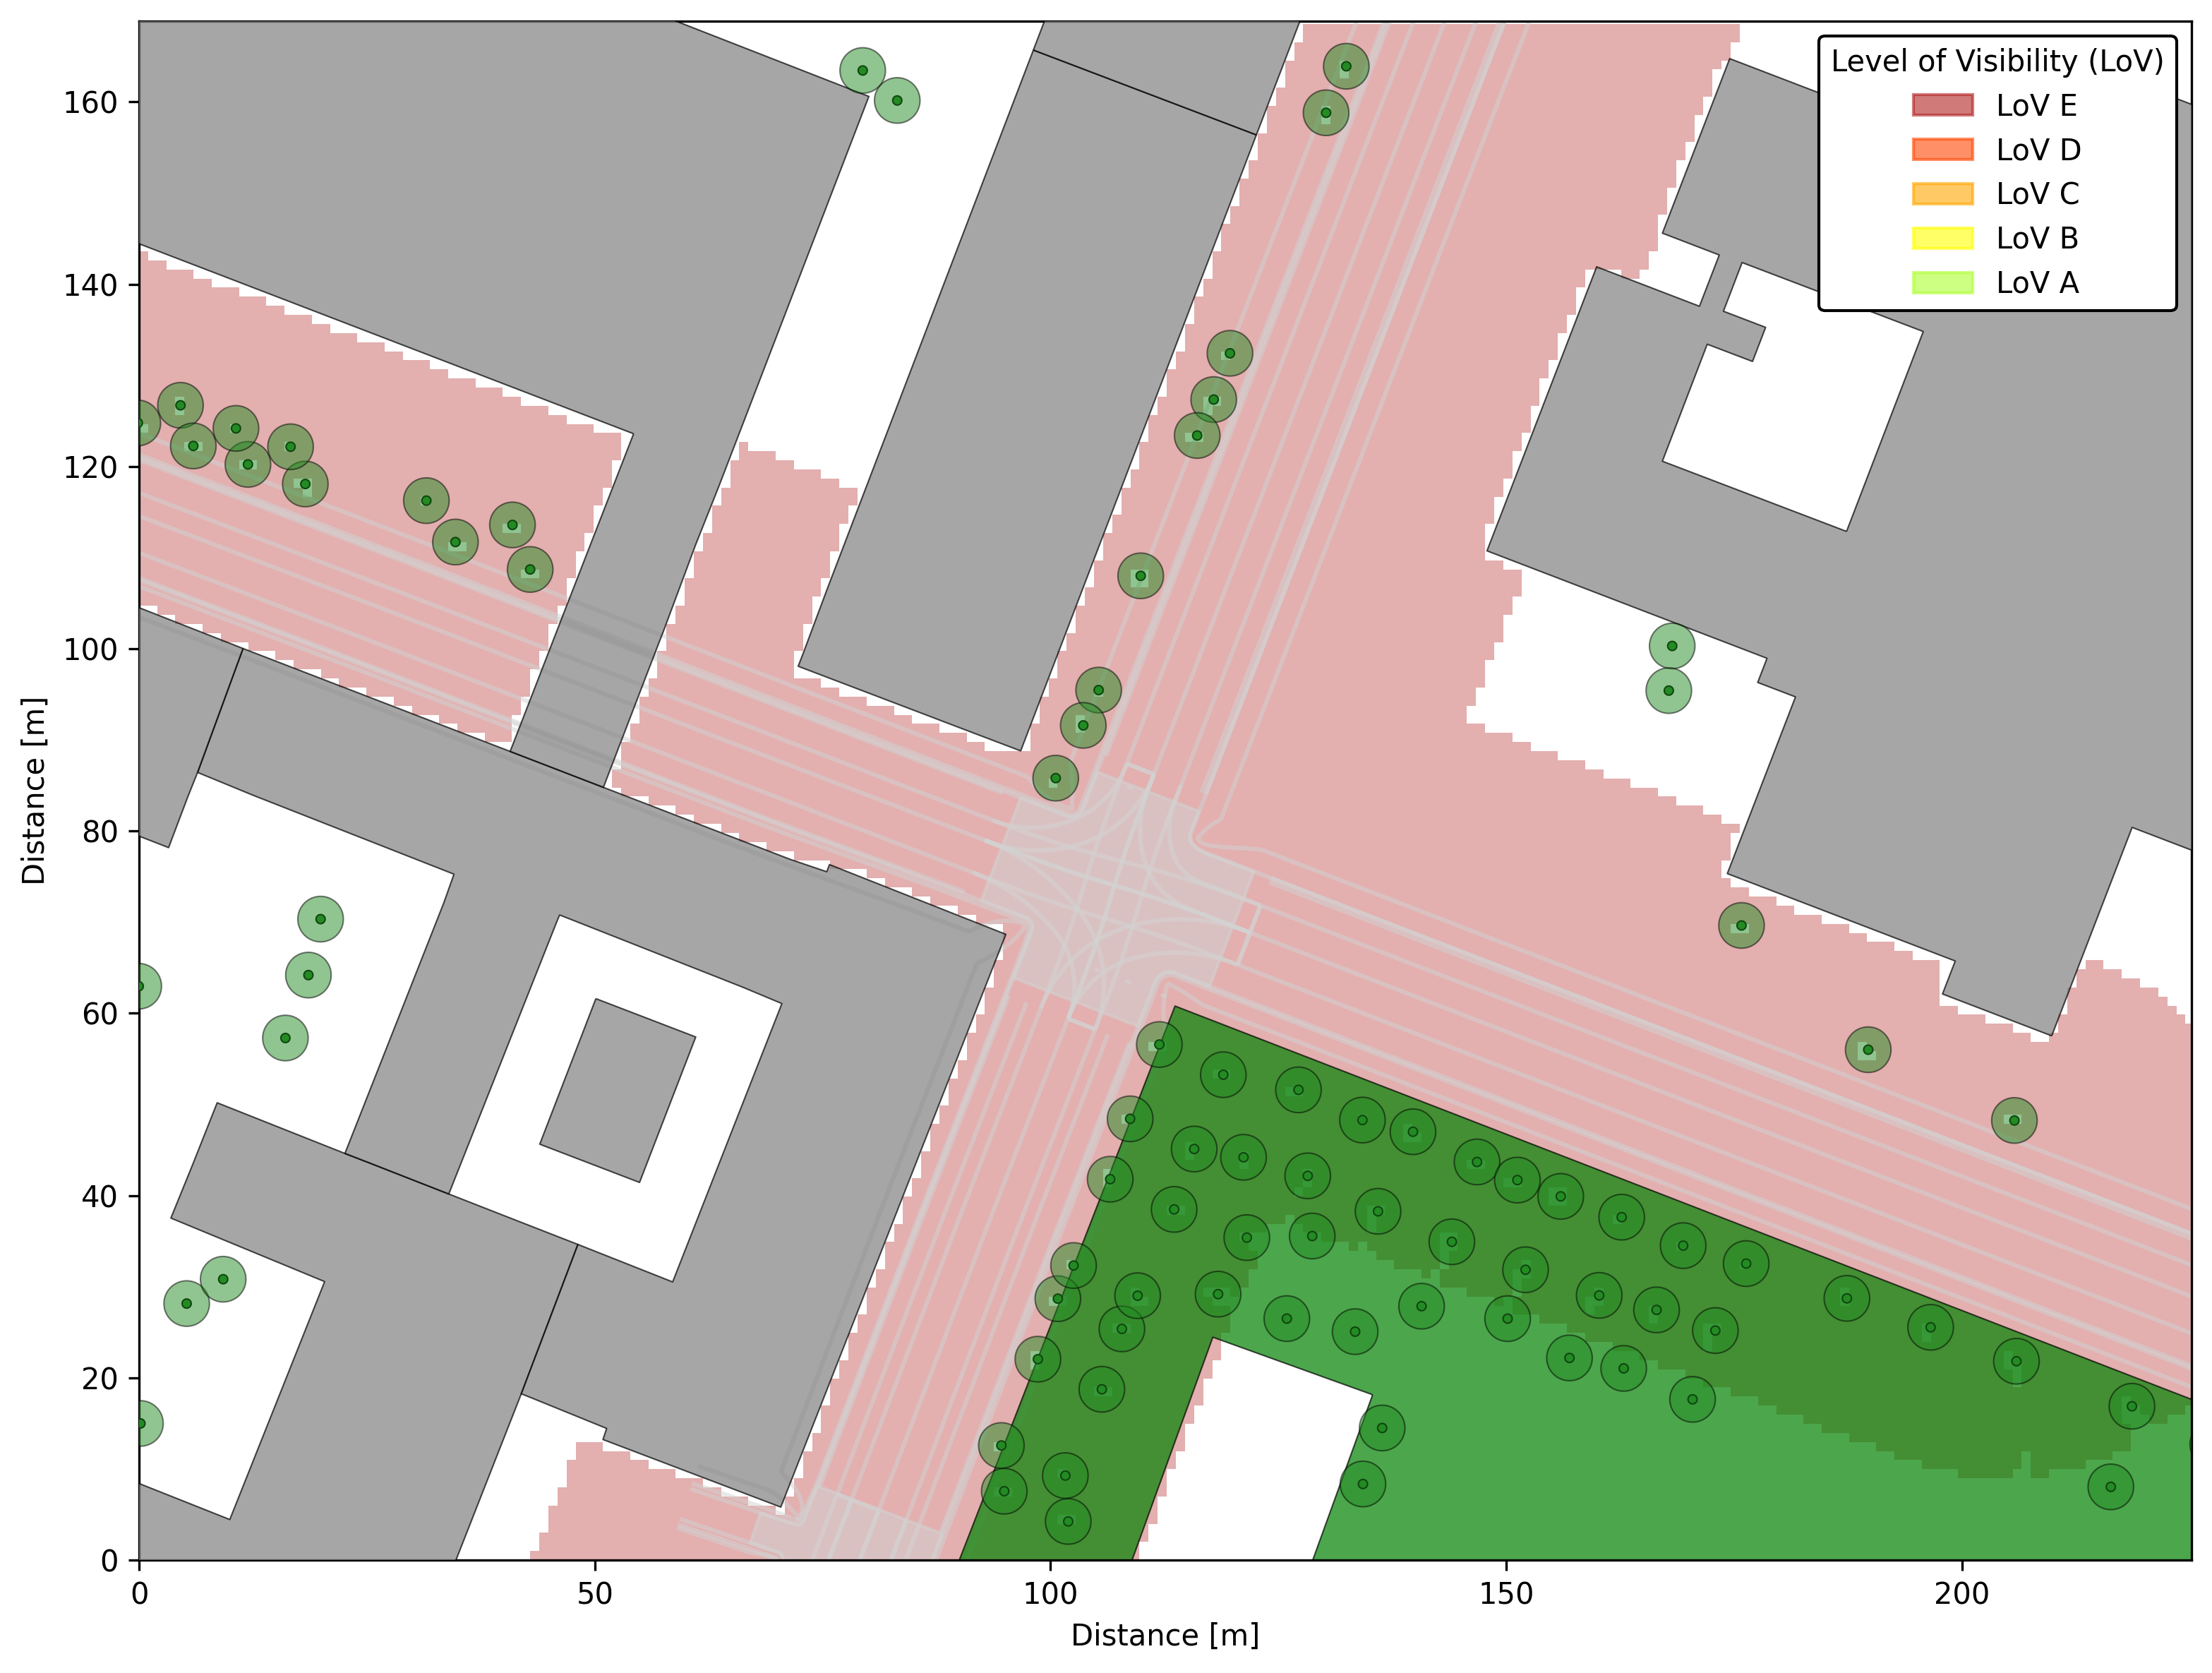 Level of Visibility (LoV)
LoV E
LoV D
LoV C
LoV B
LoV A
160
140
120
100
80
60
40
20
0
Distance [m]
0 50 100 150 200
Distance [m]